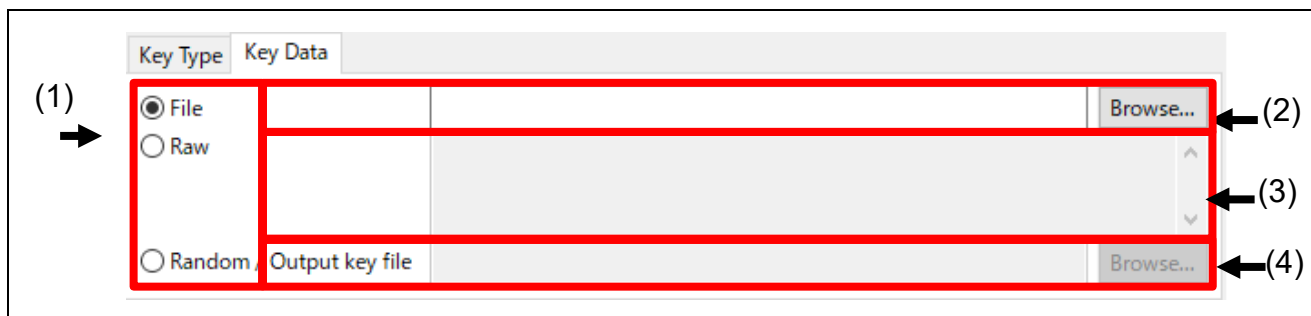 Key Type Key Data
(1)
File
Browse...
(2)
Raw
(3)
Random /
Output key file
Browse...
(4)